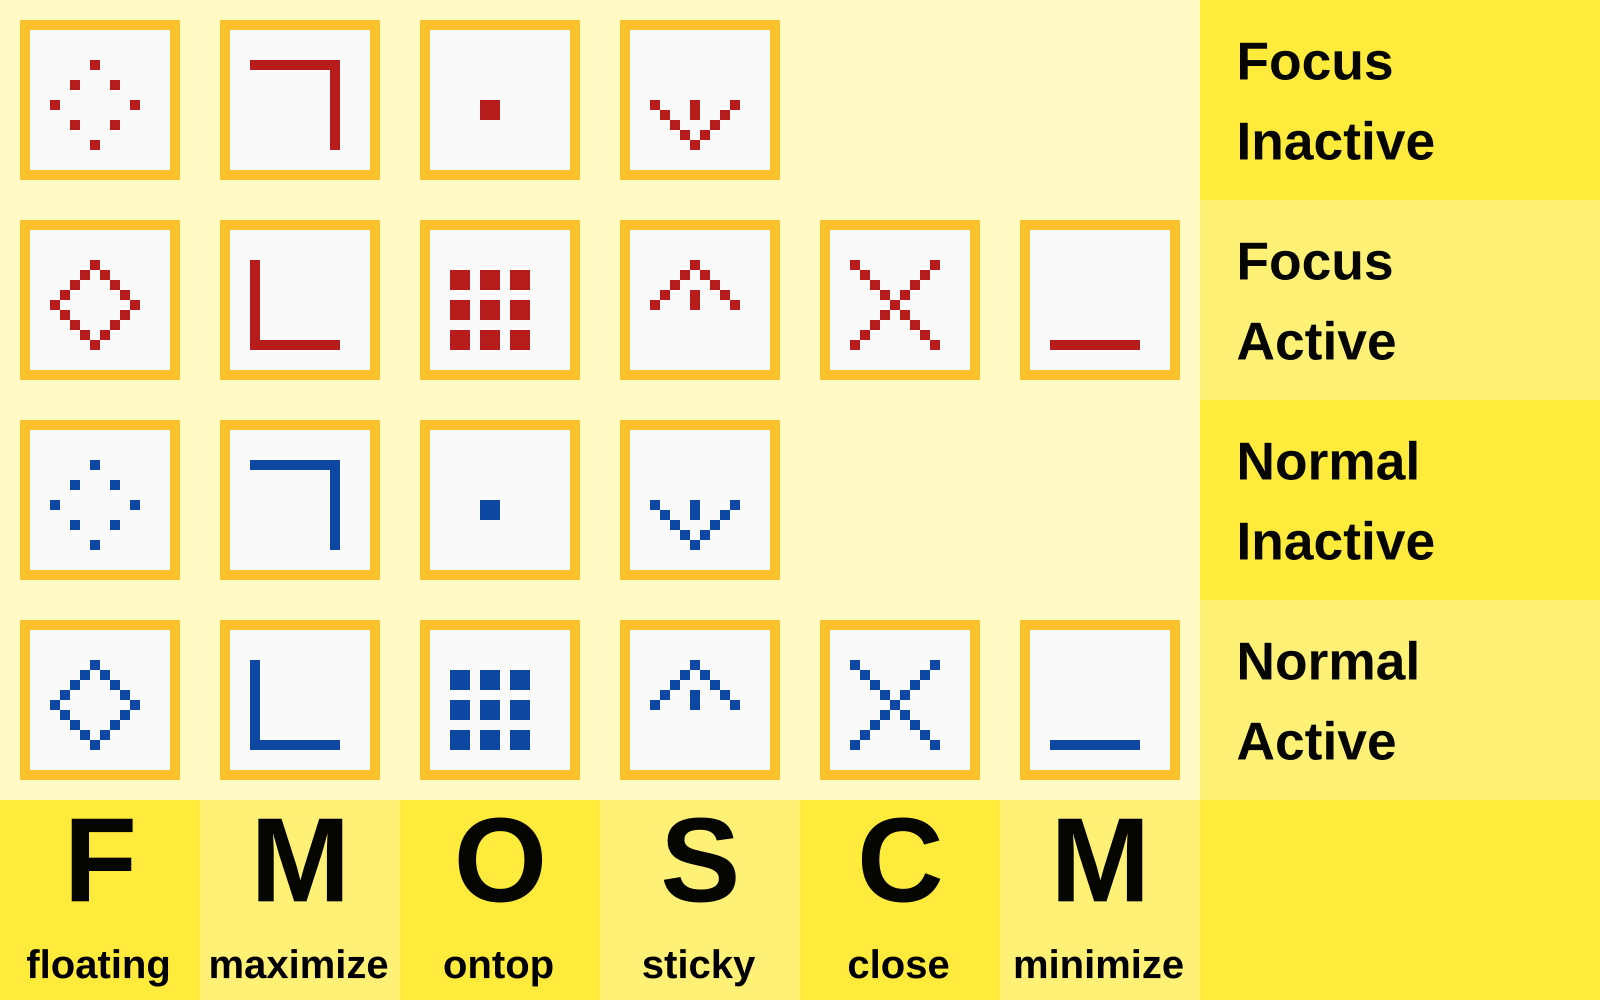 Focus
Inactive
Focus
Active
Normal
Inactive
Normal
Active
F M O S C M
floating maximize ontop sticky close minimize